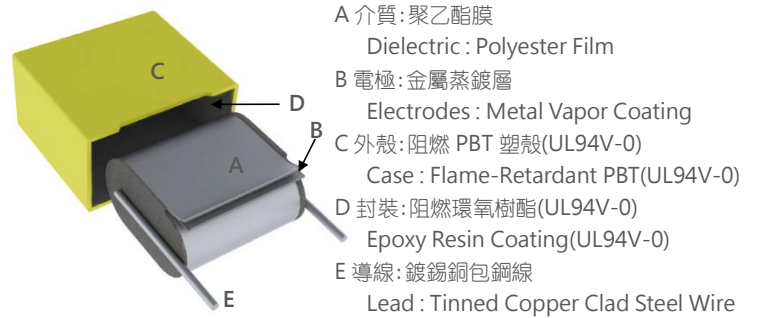 C
D
B
A
E
A 介質:聚乙酯膜
Dielectric : Polyester Film
B 電極:金屬蒸鍍層
Electrodes : Metal Vapor Coating
C 外殼:阻燃 PBT 塑殼(UL94V-0)
Case : Flame-Retardant PBT(UL94V-0)
D 封裝:阻燃環氧樹酯(UL94V-0)
Epoxy Resin Coating(UL94V-0)
E 導線:鍍錫銅包鋼線
Lead : Tinned Copper Clad Steel Wire